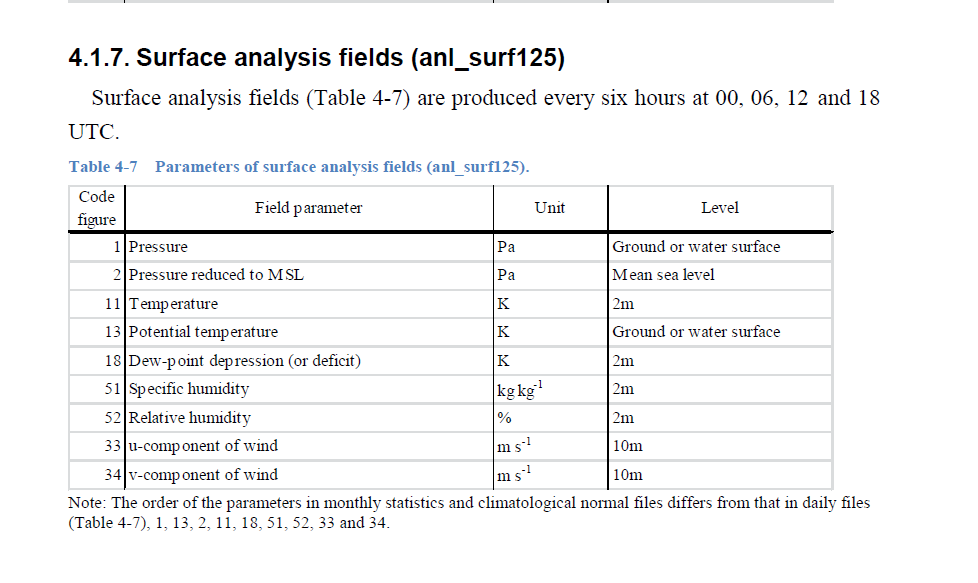 4.1.7. Surface analysis fields (anl_surf125)
Surface analysis fields (Table 4-7) are produced every six hours at 00, 06, 12 and 18
UTC.
Table 4-7 Parameters of surface analysis fields (anl_surf125).
Code figure Field parameter Unit Level
1 Pressure Pa Ground or water surface
2 Pressure reduced to MSL Pa Mean sea level
11 Temperature K 2m
13 Potential temperature K Ground or water surface
18 Dew-point depression (or deficit) K 2m
51 Specific humidity kg kg-1 2m
52 Relative humidity % 2m
33 u-component of wind m s-1 10m
34 v-component of wind m s-1 10m
Note: The order of the parameters in monthly statistics and climatological normal files differs from that in daily files
(Table 4-7), 1, 13, 2, 11, 18, 51, 52, 33 and 34.